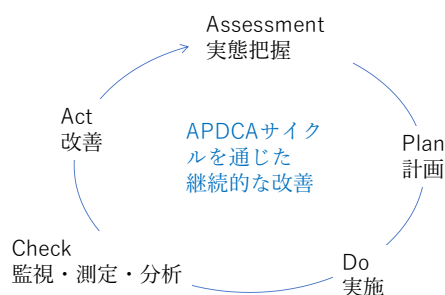 Assessment
実態把握
Plan
計画
Do
実施
Check
監視・測定・分析
Act
改善
APDCAサイク
ルを通じた
継続的な改善